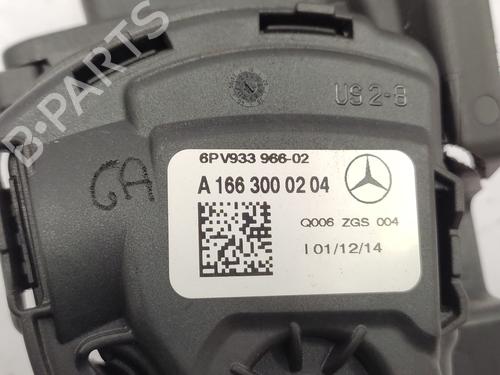 B-PARTS
US 2-8
6PV933 966-02
A 166 300 02 04
Q006 ZGS 004
I 01/12/14
GA